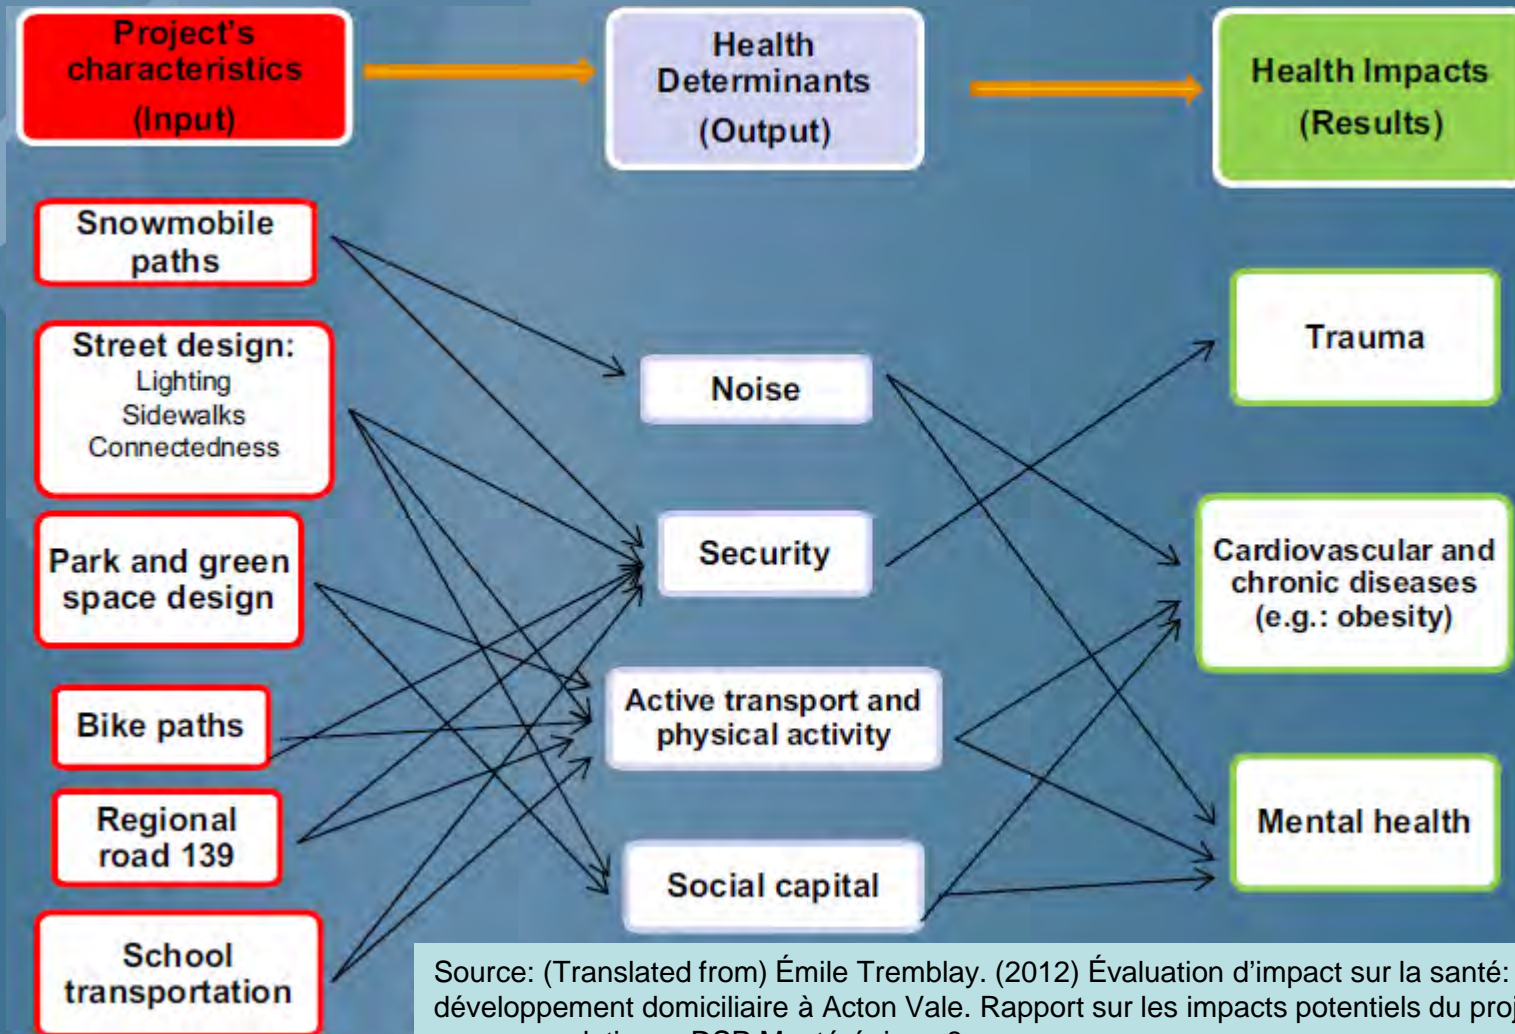 Project's
characteristics
(Input)
Health
Determinants
(Output)
Health Impacts
(Results)
Snowmobile
paths
Street design:
Lighting
Sidewalks
Connectedness
Park and green
space design
Bike paths
Regional
road 139
School
transportation
Noise
Security
Active transport and
physical activity
Social capital
Trauma
Cardiovascular and
chronic diseases
(e.g.: obesity)
Mental health
Source: (Translated from) Émile Tremblay. (2012) Évaluation d'impact sur la santé:
développement domiciliaire à Acton Vale. Rapport sur les impacts potentiels du proj